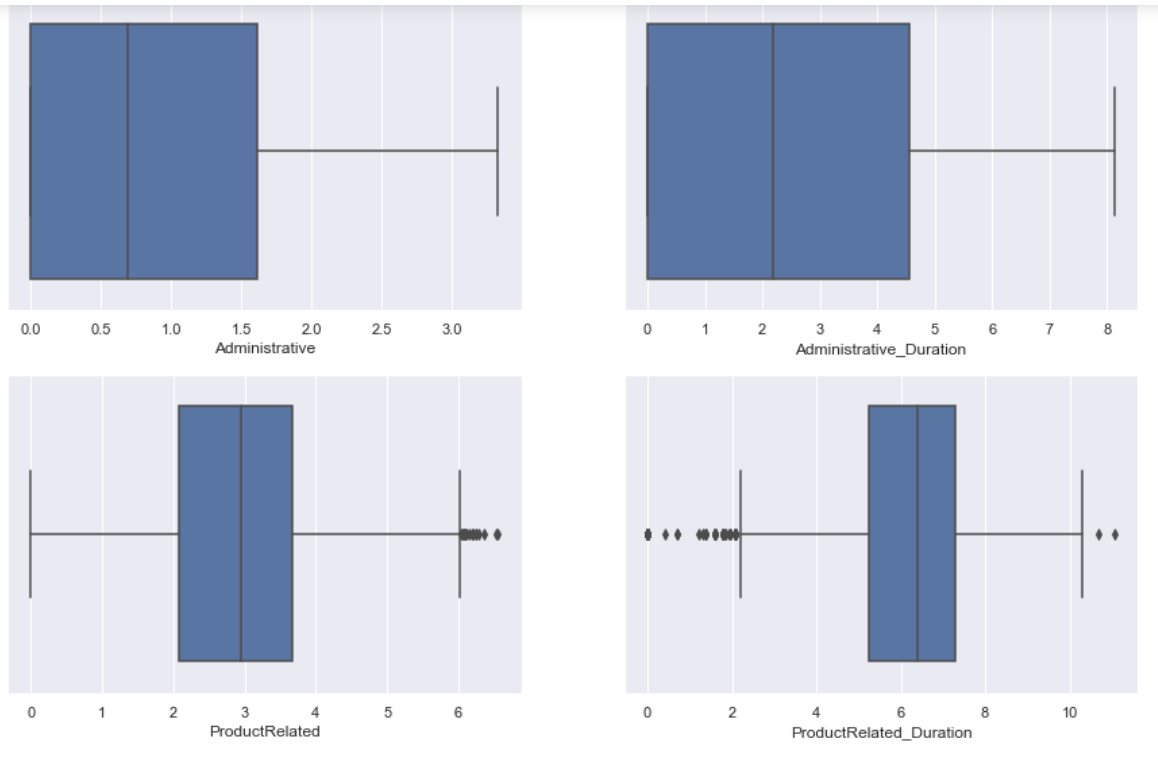 0.0 0.5 1.0 1.5 2.0 2.5 3.0
Administrative
0 1 2 3 4 5 6 7 8
Administrative_Duration
0 1 2 3 4 5 6
ProductRelated
0 2 4 6 8 10
ProductRelated_Duration